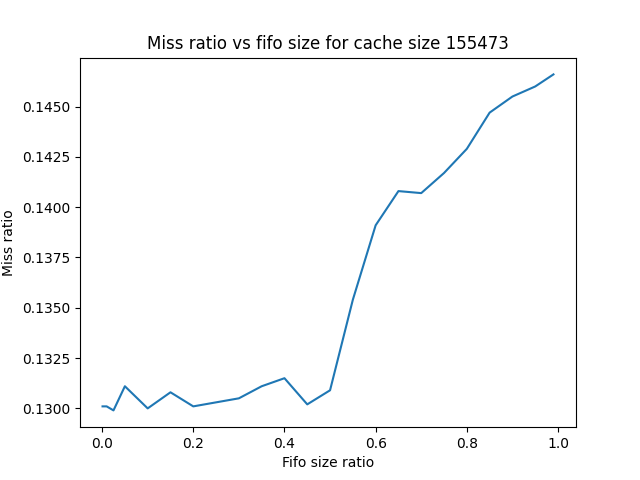 Miss ratio vs fifo size for cache size 155473
Miss ratio
0.1450
0.1425
0.1400
0.1375
0.1350
0.1325
0.1300
0.0 0.2 0.4 0.6 0.8 1.0
Fifo size ratio